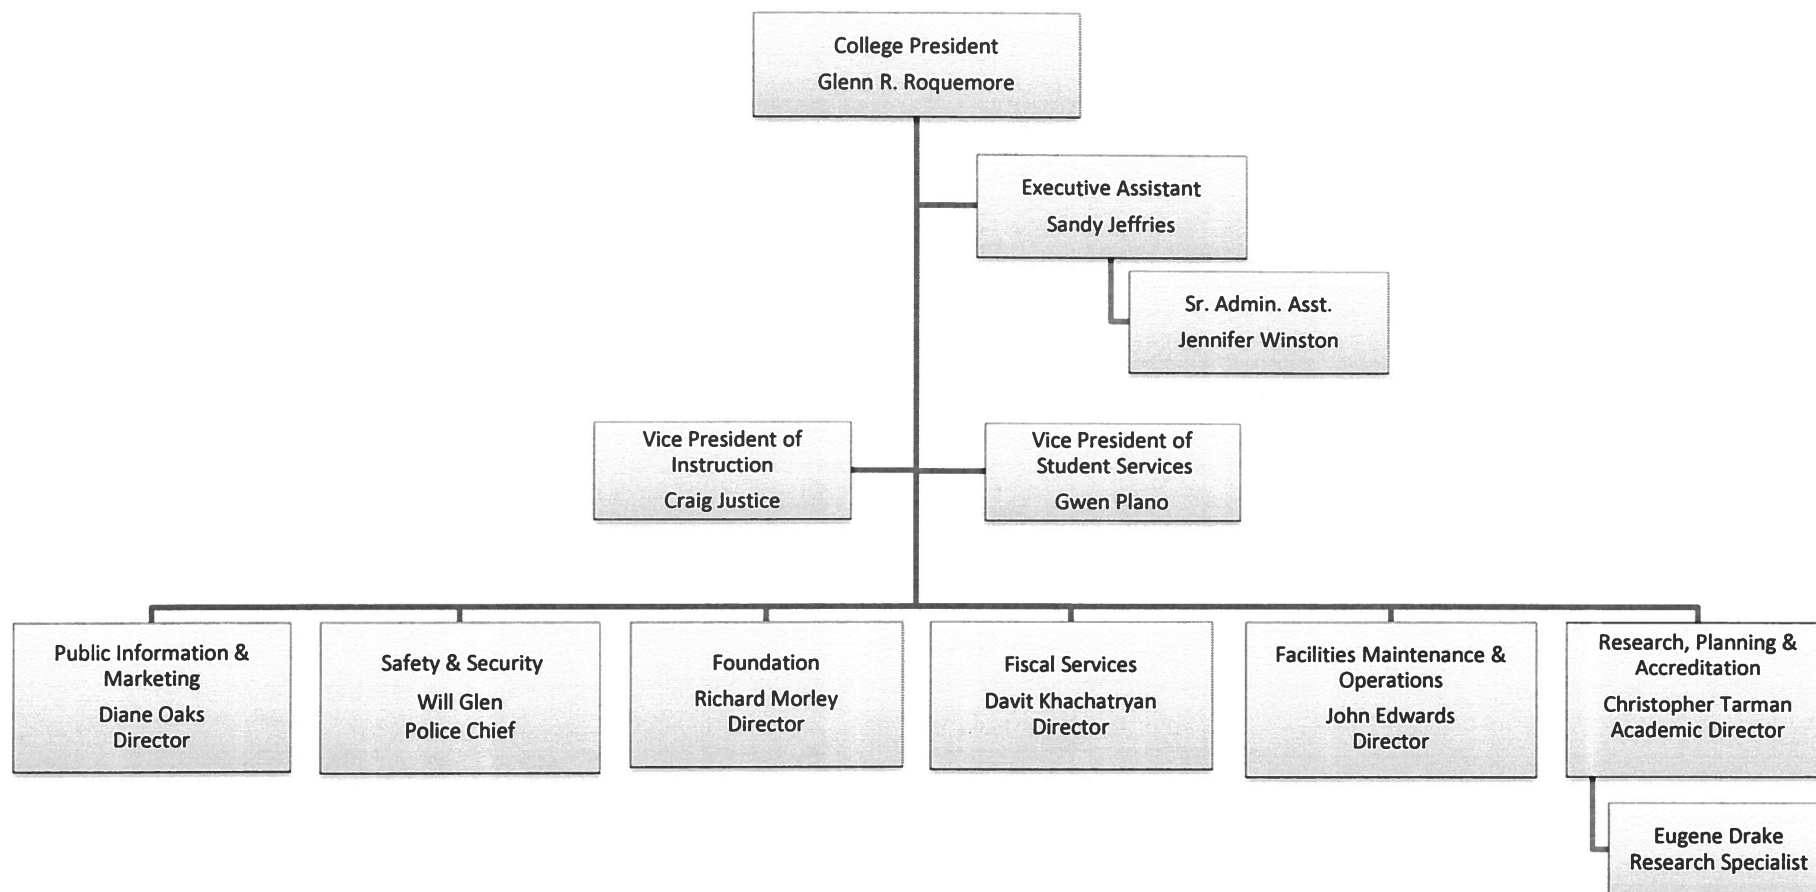 College President
Glenn R. Roquemore
Executive Assistant
Sandy Jeffries
Sr. Admin. Asst.
Jennifer Winston
Vice President of
Instruction
Craig Justice
Vice President of
Student Services
Gwen Plano
Public Information &
Marketing
Diane Oaks
Director
Safety & Security
Will Glen
Police Chief
Foundation
Richard Morley
Director
Fiscal Services
Davit Khachatryan
Director
Facilities Maintenance &
Operations
John Edwards
Director
Research, Planning &
Accreditation
Christopher Tarman
Academic Director
Eugene Drake
Research Specialist